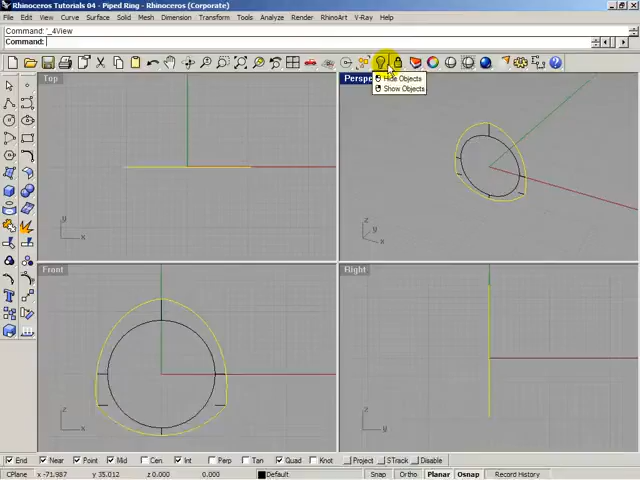 Rhinoceros Tutorials 04 - Piped Ring - Rhinoceros (Corporate)
File Edit View Curve Surface Solid Mesh Dimension Transform Tools Analyze Render RhinoArt V-Ray Help
Command: '_4View
Command:
Top
Perspe
Hide Objects
Show Objects
y
x
z
y
x
Front
Right
z
x
z
y
End Near Point Mid Cen Int Perp Tan Quad Knot Project STrack Disable
CPlane x -71.987 y 35.012 z 0.000 0.000 Default Snap Ortho Planar Osnap Record History